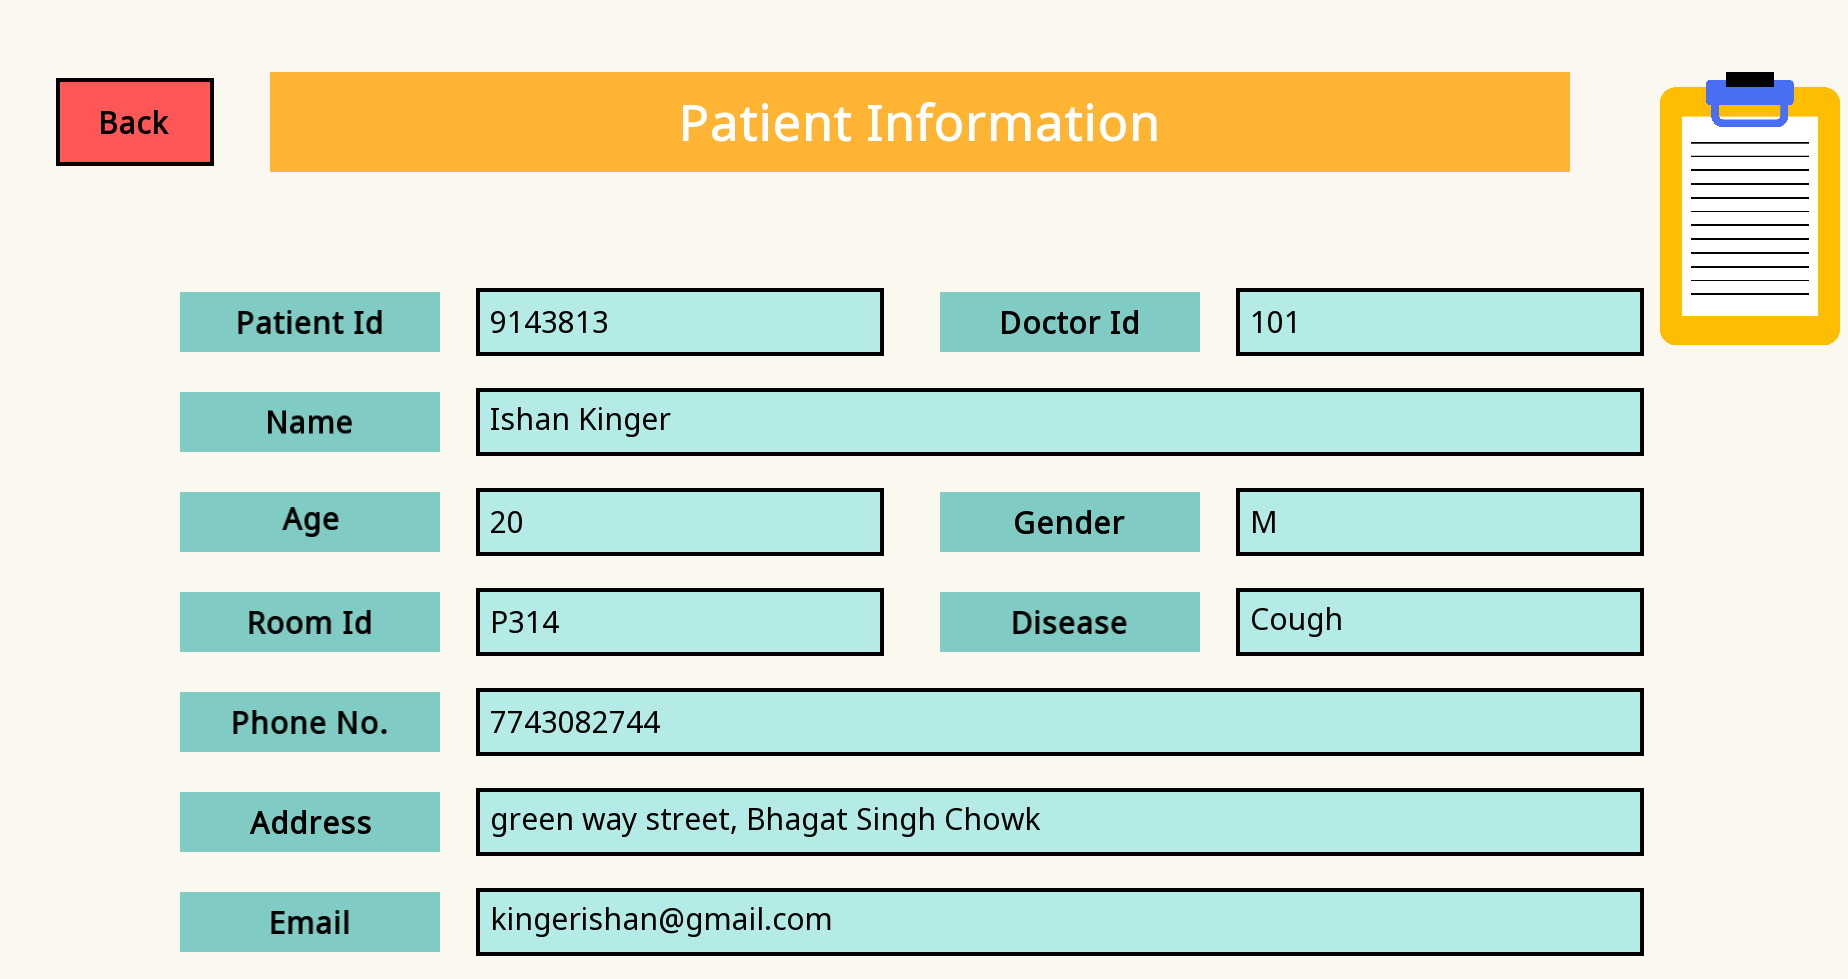 Back
Patient Information
Patient Id 9143813 Doctor Id 101
Name Ishan Kinger
Age 20 Gender M
Room Id P314 Disease Cough
Phone No. 7743082744
Address green way street, Bhagat Singh Chowk
Email kingerishan@gmail.com